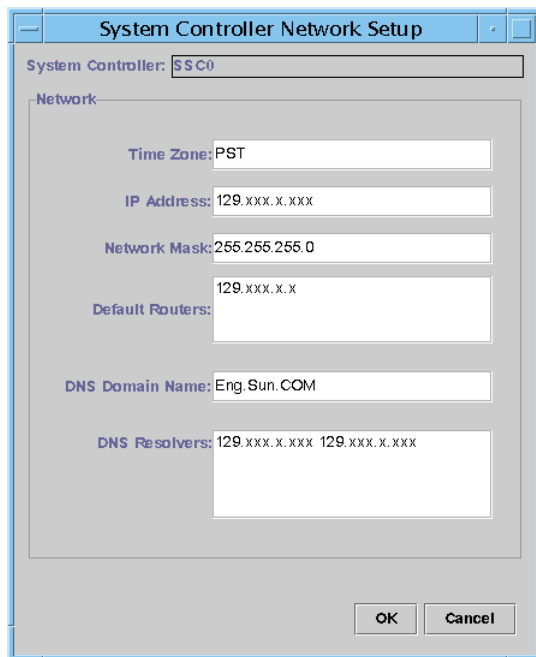 System Controller Network Setup
System Controller: SSC0
Network
Time Zone: PST
IP Address: 129.xxx.x.xxx
Network Mask: 255.255.255.0
Default Routers: 129.xxx.x.x
DNS Domain Name: Eng.Sun.COM
DNS Resolvers: 129.xxx.x.xxx 129.xxx.x.xxx
OK Cancel